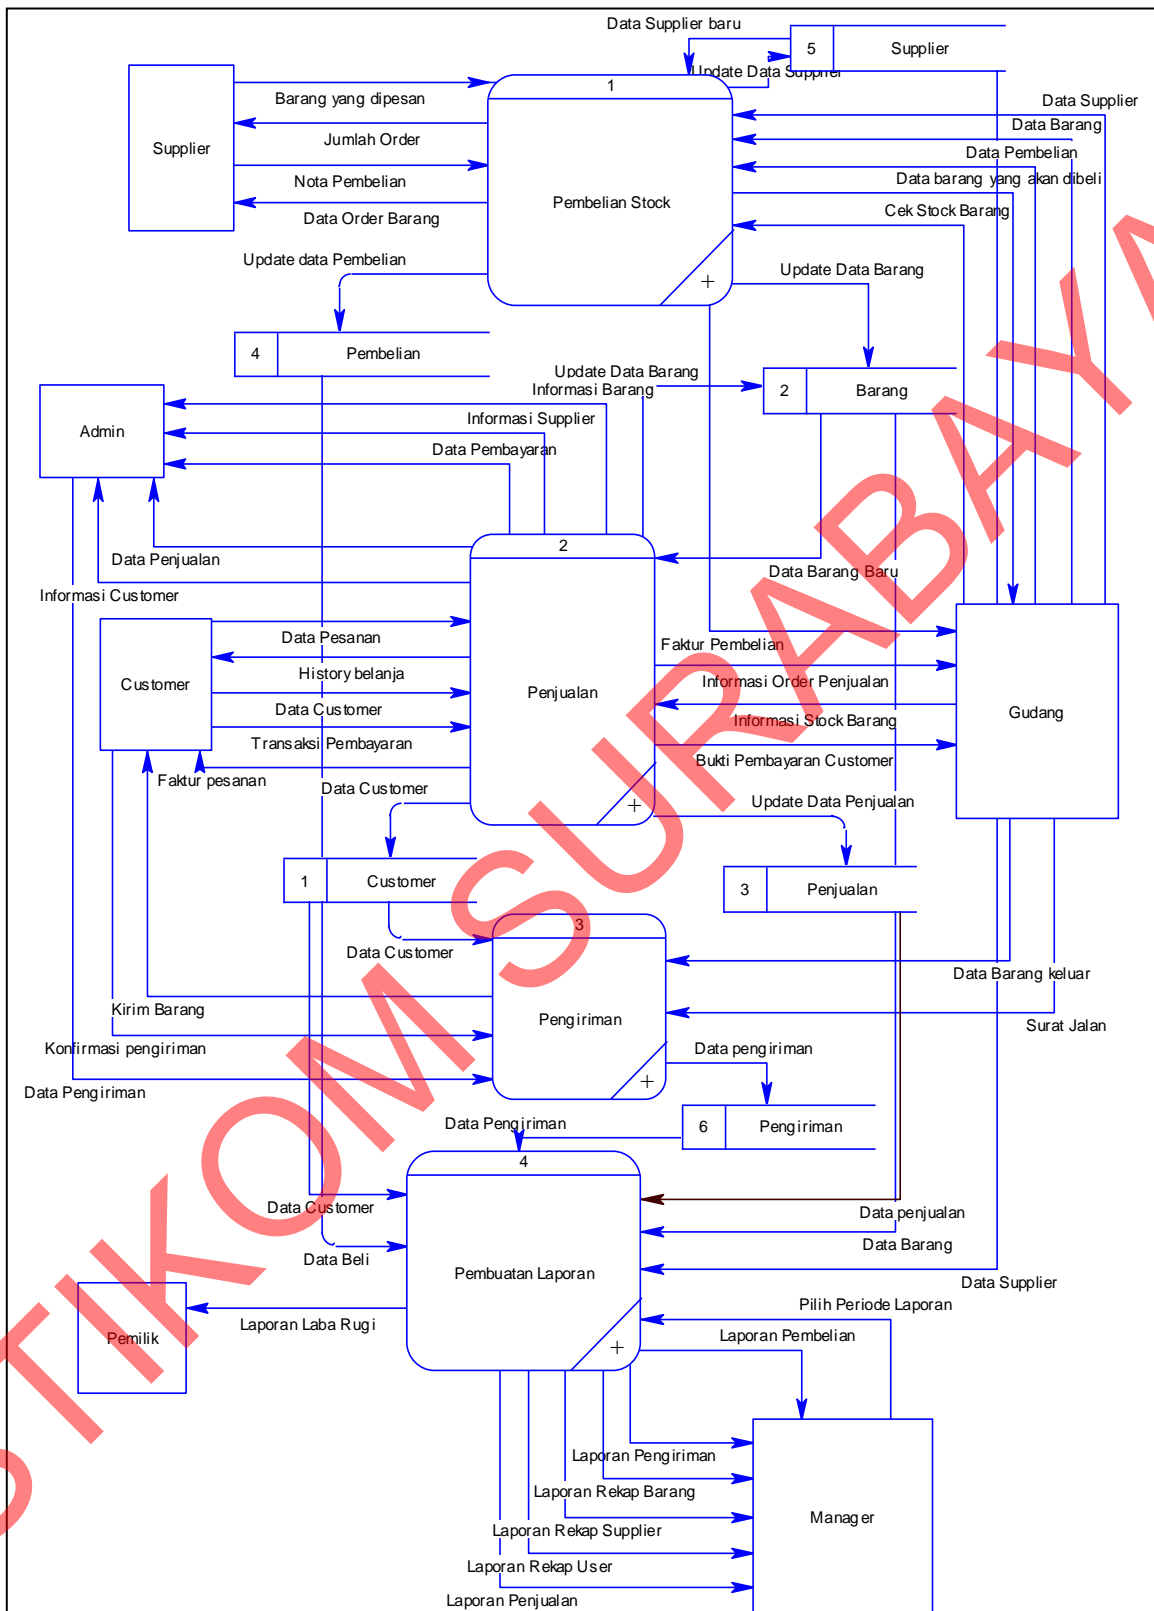 Data Supplier baru
5
Supplier
Update Data Supplier
1
Barang yang dipesan
Data Supplier
Data Barang
Jumlah Order
Supplier
Data Pembelian
Nota Pembelian
Data barang yang akan dibeli
Pembelian Stock
Data Order Barang
Cek Stock Barang
Update data Pembelian
Update Data Barang
+
4
Pembelian
Update Data Barang
Informasi Barang
2
Barang
Informasi Supplier
Admin
Data Pembayaran
2
Data Penjualan
Data Barang Baru
Informasi Customer
Data Pesanan
Faktur Pembelian
History belanja
Informasi Order Penjualan
Customer
Penjualan
Data Customer
Informasi Stock Barang
Gudang
Transaksi Pembayaran
Bukti Pembayaran Customer
Faktur pesanan
Data Customer
+
Update Data Penjualan
1
Customer
3
Penjualan
3
Data Customer
Data Barang keluar
Kirim Barang
Pengiriman
Surat Jalan
Konfirmasi pengiriman
Data pengiriman
Data Pengiriman
+
Data Pengiriman
6
Pengiriman
4
Data Customer
Data penjualan
Data Beli
Data Barang
Pembuatan Laporan
Data Supplier
Pilih Periode Laporan
Laporan Laba Rugi
Pemilik
Laporan Pembelian
+
Laporan Pengiriman
Laporan Rekap Barang
Manager
Laporan Rekap Supplier
Laporan Rekap User
Laporan Penjualan
STIKOM SURABAYA